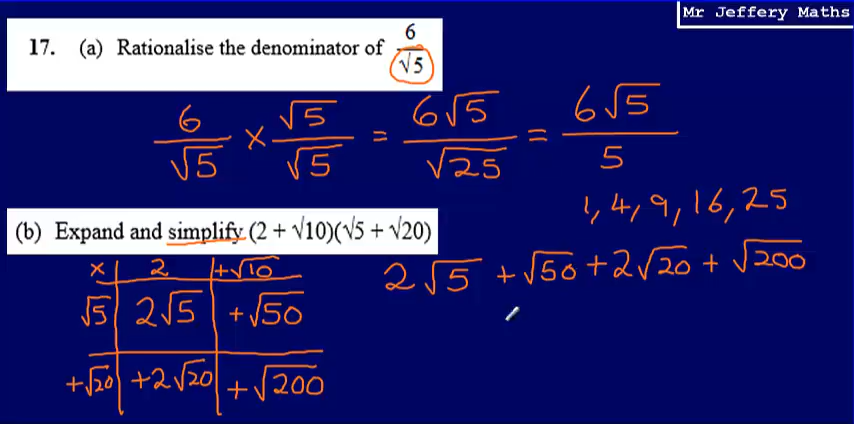 Mr Jeffery Maths
17. (a) Rationalise the denominator of 6/√5
6/√5 × √5/√5 = 6√5/√25 = 6√5/5
1, 4, 9, 16, 25
(b) Expand and simplify (2 + √10)(√5 + √20)
× 2 +√10
√5 2√5 +√50
+√20 +2√20 +√200
2√5 + √50 + 2√20 + √200